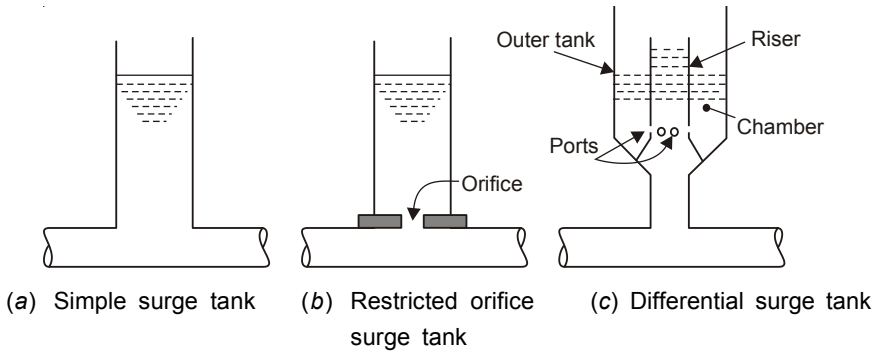 Outer tank
Riser
Chamber
Ports
Orifice
(a) Simple surge tank
(b) Restricted orifice
surge tank
(c) Differential surge tank